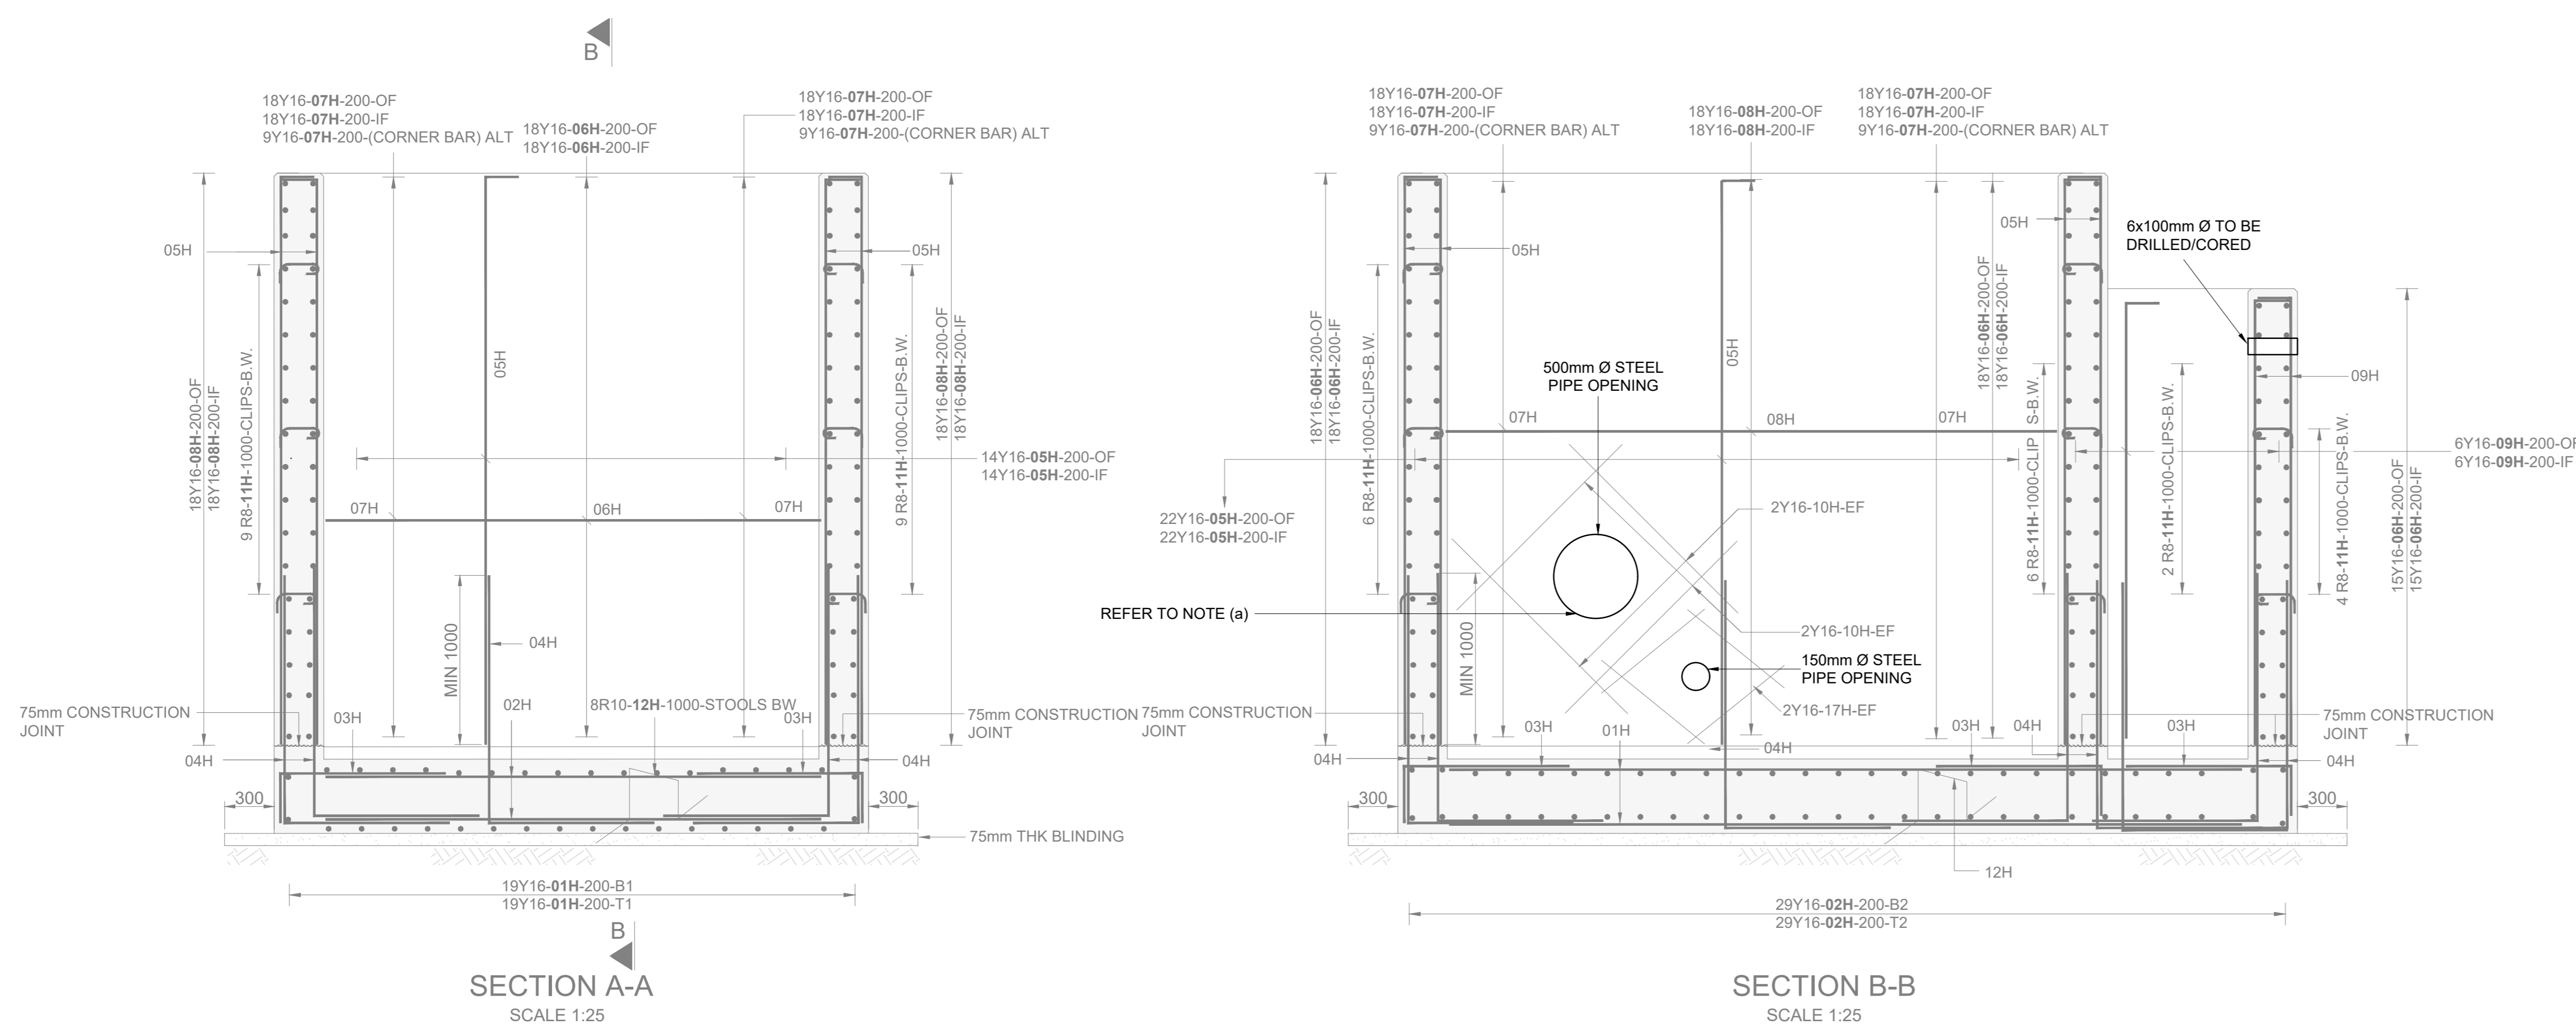 B
18Y16-07H-200-OF
18Y16-07H-200-IF
9Y16-07H-200-(CORNER BAR) ALT
18Y16-06H-200-OF
18Y16-06H-200-IF
18Y16-07H-200-OF
18Y16-07H-200-IF
9Y16-07H-200-(CORNER BAR) ALT
05H
05H
18Y16-08H-200-OF
18Y16-08H-200-IF
9 R8-11H-1000-CLIPS-B.W.
05H
9 R8-11H-1000-CLIPS-B.W.
18Y16-08H-200-OF
18Y16-08H-200-IF
14Y16-05H-200-OF
14Y16-05H-200-IF
07H
06H
07H
MIN 1000
04H
75mm CONSTRUCTION
JOINT
03H
02H
8R10-12H-1000-STOOLS BW
03H
75mm CONSTRUCTION
JOINT
04H
04H
300
300
75mm THK BLINDING
19Y16-01H-200-B1
19Y16-01H-200-T1
B
SECTION A-A
SCALE 1:25
18Y16-07H-200-OF
18Y16-07H-200-IF
9Y16-07H-200-(CORNER BAR) ALT
18Y16-08H-200-OF
18Y16-08H-200-IF
18Y16-07H-200-OF
18Y16-07H-200-IF
9Y16-07H-200-(CORNER BAR) ALT
05H
05H
6x100mm Ø TO BE
DRILLED/CORED
18Y16-06H-200-OF
18Y16-06H-200-IF
6 R8-11H-1000-CLIPS-B.W.
05H
18Y16-06H-200-OF
18Y16-06H-200-IF
500mm Ø STEEL
PIPE OPENING
6 R8-11H-1000-CLIP S-B.W.
2 R8-11H-1000-CLIPS-B.W.
09H
4 R8-11H-1000-CLIPS-B.W.
15Y16-06H-200-OF
15Y16-06H-200-IF
6Y16-09H-200-OF
6Y16-09H-200-IF
07H
08H
07H
22Y16-05H-200-OF
22Y16-05H-200-IF
2Y16-10H-EF
REFER TO NOTE (a)
2Y16-10H-EF
MIN 1000
150mm Ø STEEL
PIPE OPENING
2Y16-17H-EF
75mm CONSTRUCTION
JOINT
03H
01H
04H
03H
04H
03H
75mm CONSTRUCTION
JOINT
04H
04H
300
300
12H
29Y16-02H-200-B2
29Y16-02H-200-T2
SECTION B-B
SCALE 1:25